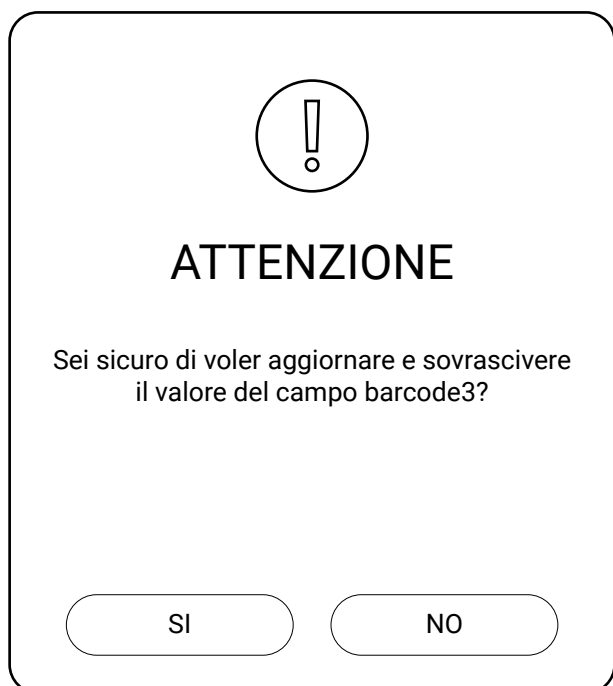 ATTENZIONE
Sei sicuro di voler aggiornare e sovrascivere
il valore del campo barcode3?
SI
NO